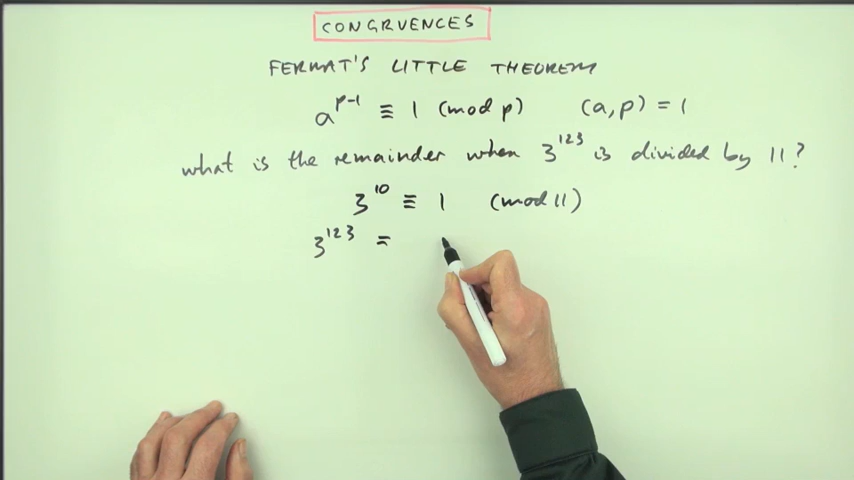 CONGRUENCES
FERMAT'S LITTLE THEOREM
a^{p-1} ≡ 1 (mod p) (a, p) = 1
what is the remainder when 3^{123} is divided by 11?
3^{10} ≡ 1 (mod 11)
3^{123} =